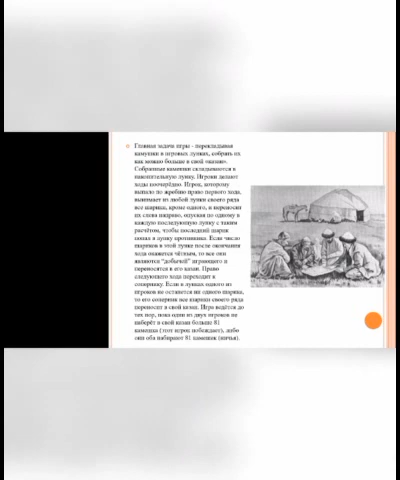 Главная задача игры - перекладывая
камушки в игровых лунках, собрать их
как можно больше в свой «казан».
Собранные камешки складываются в
накопительную лунку. Игроки делают
ходы поочерёдно. Игрок, которому
выпало по жребию право первого хода,
вынимает из любой лунки своего ряда
все шарики, кроме одного, и переносит
их слева направо, опуская по одному в
каждую последующую лунку с таким
расчётом, чтобы последний шарик
попал в лунку противника. Если число
шариков в этой лунке после окончания
хода окажется чётным, то все они
являются "добычей" играющего и
переносятся в его казан. Право
следующего хода переходит к
сопернику. Если в лунках одного из
игроков не останется ни одного шарика,
то его соперник все шарики своего ряда
переносит в свой казан. Игра ведётся до
тех пор, пока один из двух игроков не
наберёт в свой казан больше 81
камешка (этот игрок побеждает), либо
они оба набирают 81 камешек (ничья).